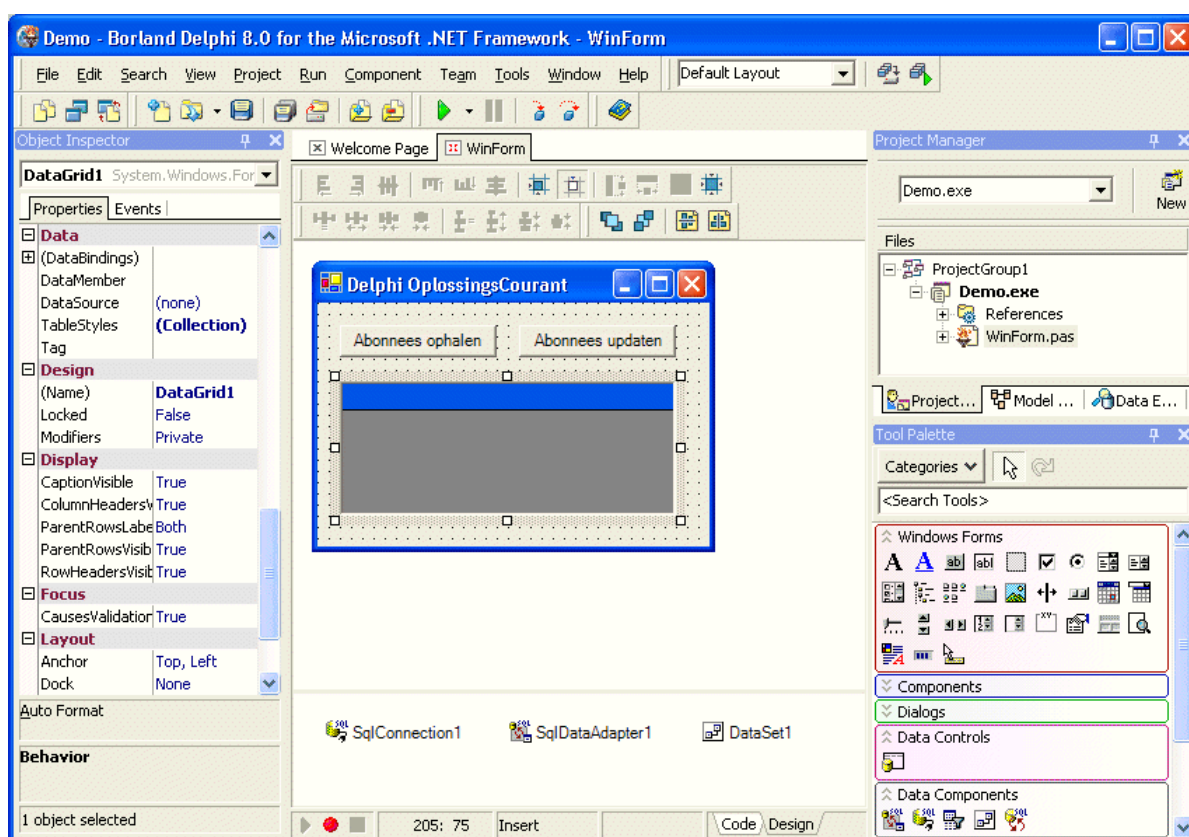 Demo - Borland Delphi 8.0 for the Microsoft .NET Framework - WinForm
File Edit Search View Project Run Component Team Tools Window Help
Default Layout
Object Inspector
DataGrid1 System.Windows.For
Properties Events
Data
(DataBindings)
DataMember
DataSource (none)
TableStyles (Collection)
Tag
Design
(Name) DataGrid1
Locked False
Modifiers Private
Display
CaptionVisible True
ColumnHeadersV True
ParentRowsLabe Both
ParentRowsVisib True
RowHeadersVisib True
Focus
CausesValidation True
Layout
Anchor Top, Left
Dock None
Auto Format
Behavior
1 object selected
Welcome Page WinForm
Delphi OplossingsCourant
Abonnees ophalen Abonnees updaten
SqlConnection1 SqlDataAdapter1 DataSet1
205: 75 Insert Code Design
Project Manager
Demo.exe
New
Files
ProjectGroup1
Demo.exe
References
WinForm.pas
Project... Model ... Data E...
Tool Palette
Categories
<Search Tools>
Windows Forms
Components
Dialogs
Data Controls
Data Components